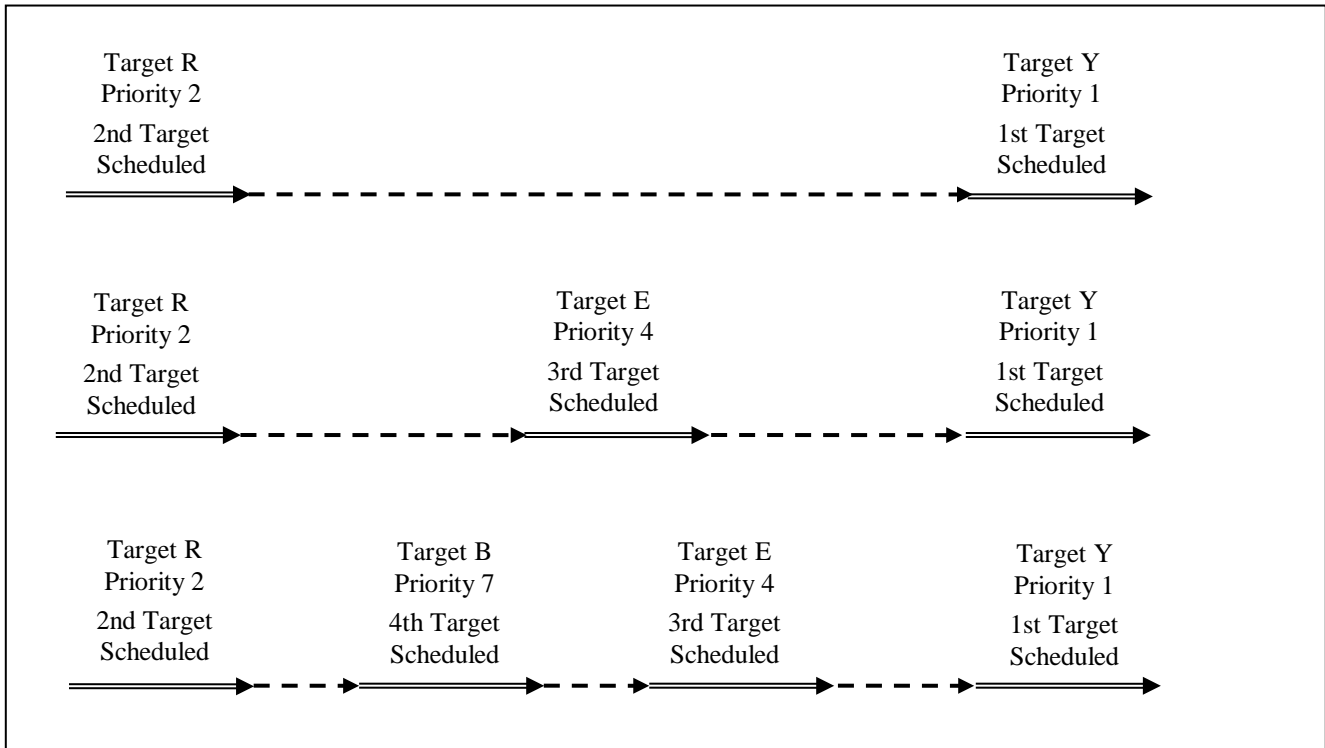 Target R
Priority 2
2nd Target
Scheduled
Target Y
Priority 1
1st Target
Scheduled
Target R
Priority 2
2nd Target
Scheduled
Target E
Priority 4
3rd Target
Scheduled
Target Y
Priority 1
1st Target
Scheduled
Target R
Priority 2
2nd Target
Scheduled
Target B
Priority 7
4th Target
Scheduled
Target E
Priority 4
3rd Target
Scheduled
Target Y
Priority 1
1st Target
Scheduled